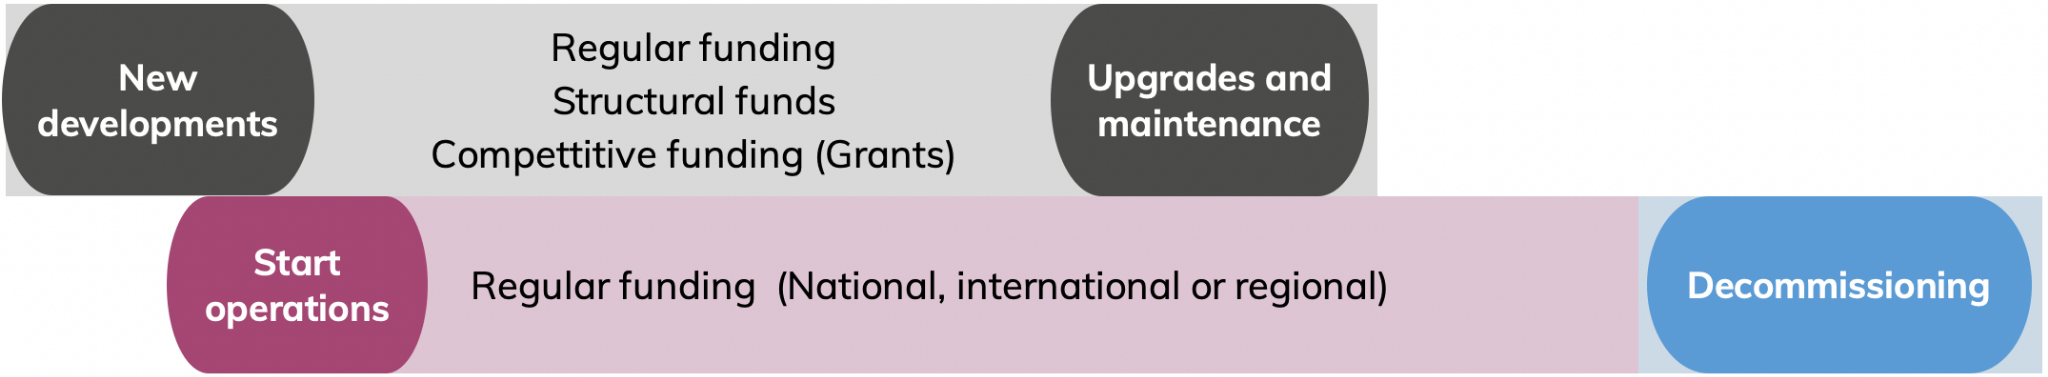 New
developments
Regular funding
Structural funds
Compettitive funding (Grants)
Upgrades and
maintenance
Start
operations
Regular funding  (National, international or regional)
Decommissioning